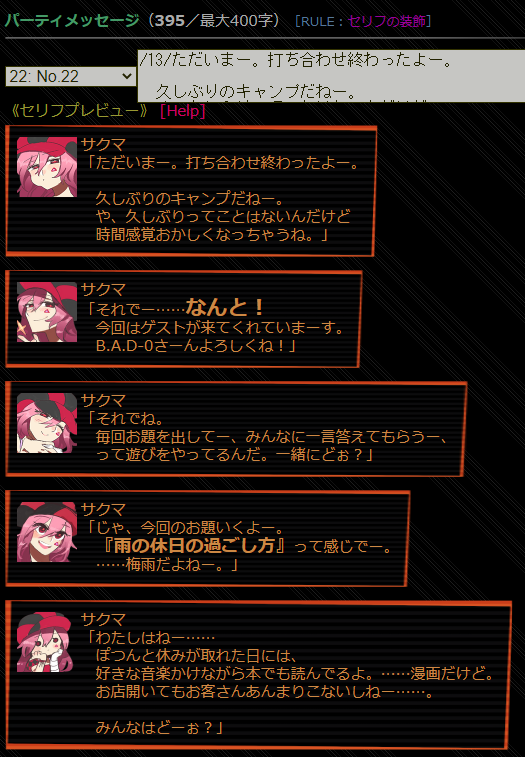 パーティメッセージ（395／最大400字）［RULE：セリフの装飾］
22: No.22
/13/ただいまー。打ち合わせ終わったよー。
久しぶりのキャンプだねー。
《セリフプレビュー》 [Help]
サクマ
「ただいまー。打ち合わせ終わったよー。
久しぶりのキャンプだねー。
や、久しぶりってことはないんだけど
時間感覚おかしくなっちゃうね。」
サクマ
「それでー……なんと！
今回はゲストが来てくれていまーす。
B.A.D-0さーんよろしくね！」
サクマ
「それでね。
毎回お題を出してー、みんなに一言答えてもらうー、
って遊びをやってるんだ。一緒にどぉ？」
サクマ
「じゃ、今回のお題いくよー。
『雨の休日の過ごし方』って感じでー。
……梅雨だよねー。」
サクマ
「わたしはねー……
ぽつんと休みが取れた日には、
好きな音楽かけながら本でも読んでるよ。……漫画だけど。
お店開いてもお客さんあんまりこないしねー……。
みんなはどーぉ？」